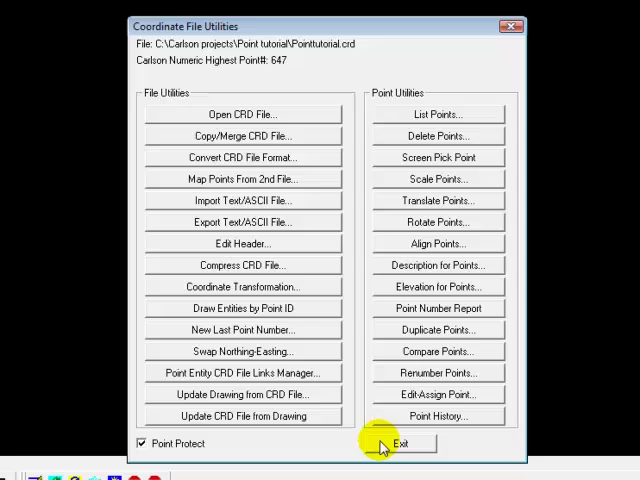 Coordinate File Utilities
File: C:\Carlson projects\Point tutorial\Pointtutorial.crd
Carlson Numeric Highest Point#: 647
File Utilities
Open CRD File...
Copy/Merge CRD File...
Convert CRD File Format...
Map Points From 2nd File...
Import Text/ASCII File...
Export Text/ASCII File...
Edit Header...
Compress CRD File...
Coordinate Transformation...
Draw Entities by Point ID
New Last Point Number...
Swap Northing-Easting...
Point Entity CRD File Links Manager...
Update Drawing from CRD File...
Update CRD File from Drawing
Point Utilities
List Points...
Delete Points...
Screen Pick Point
Scale Points...
Translate Points...
Rotate Points...
Align Points...
Description for Points...
Elevation for Points...
Point Number Report
Duplicate Points...
Compare Points...
Renumber Points...
Edit-Assign Point...
Point History...
Point Protect
Exit